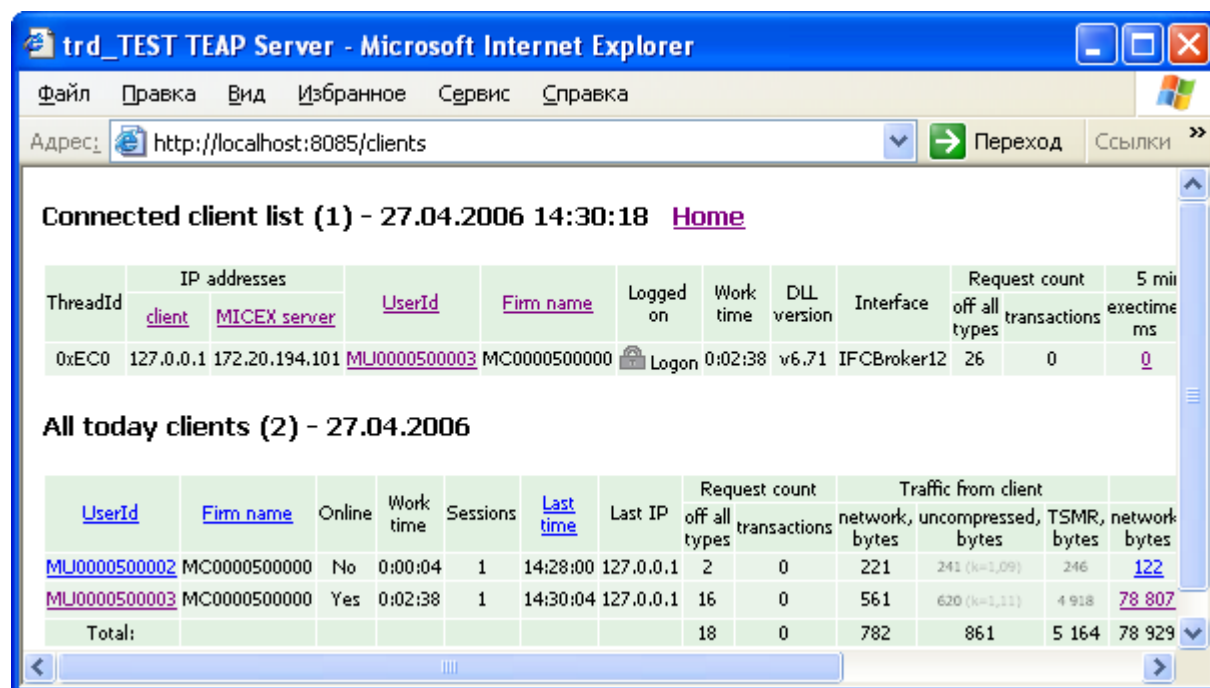 trd_TEST TEAP Server - Microsoft Internet Explorer
Файл Правка Вид Избранное Сервис Справка
Адрес: http://localhost:8085/clients Переход Ссылки »
Connected client list (1) - 27.04.2006 14:30:18 Home
ThreadId IP addresses UserId Firm name Logged on Work time DLL version Interface Request count 5 min
client MICEX server off all types transactions exectime ms
0xEC0 127.0.0.1 172.20.194.101 MU0000500003 MC0000500000 Logon 0:02:38 v6.71 IFCBroker12 26 0 0
All today clients (2) - 27.04.2006
UserId Firm name Online Work time Sessions Last time Last IP Request count Traffic from client
off all types transactions network, bytes uncompressed, bytes TSMR, bytes network bytes
MU0000500002 MC0000500000 No 0:00:04 1 14:28:00 127.0.0.1 2 0 221 241 (k=1,09) 246 122
MU0000500003 MC0000500000 Yes 0:02:38 1 14:30:04 127.0.0.1 16 0 561 620 (k=1,11) 4 918 78 807
Total: 18 0 782 861 5 164 78 929